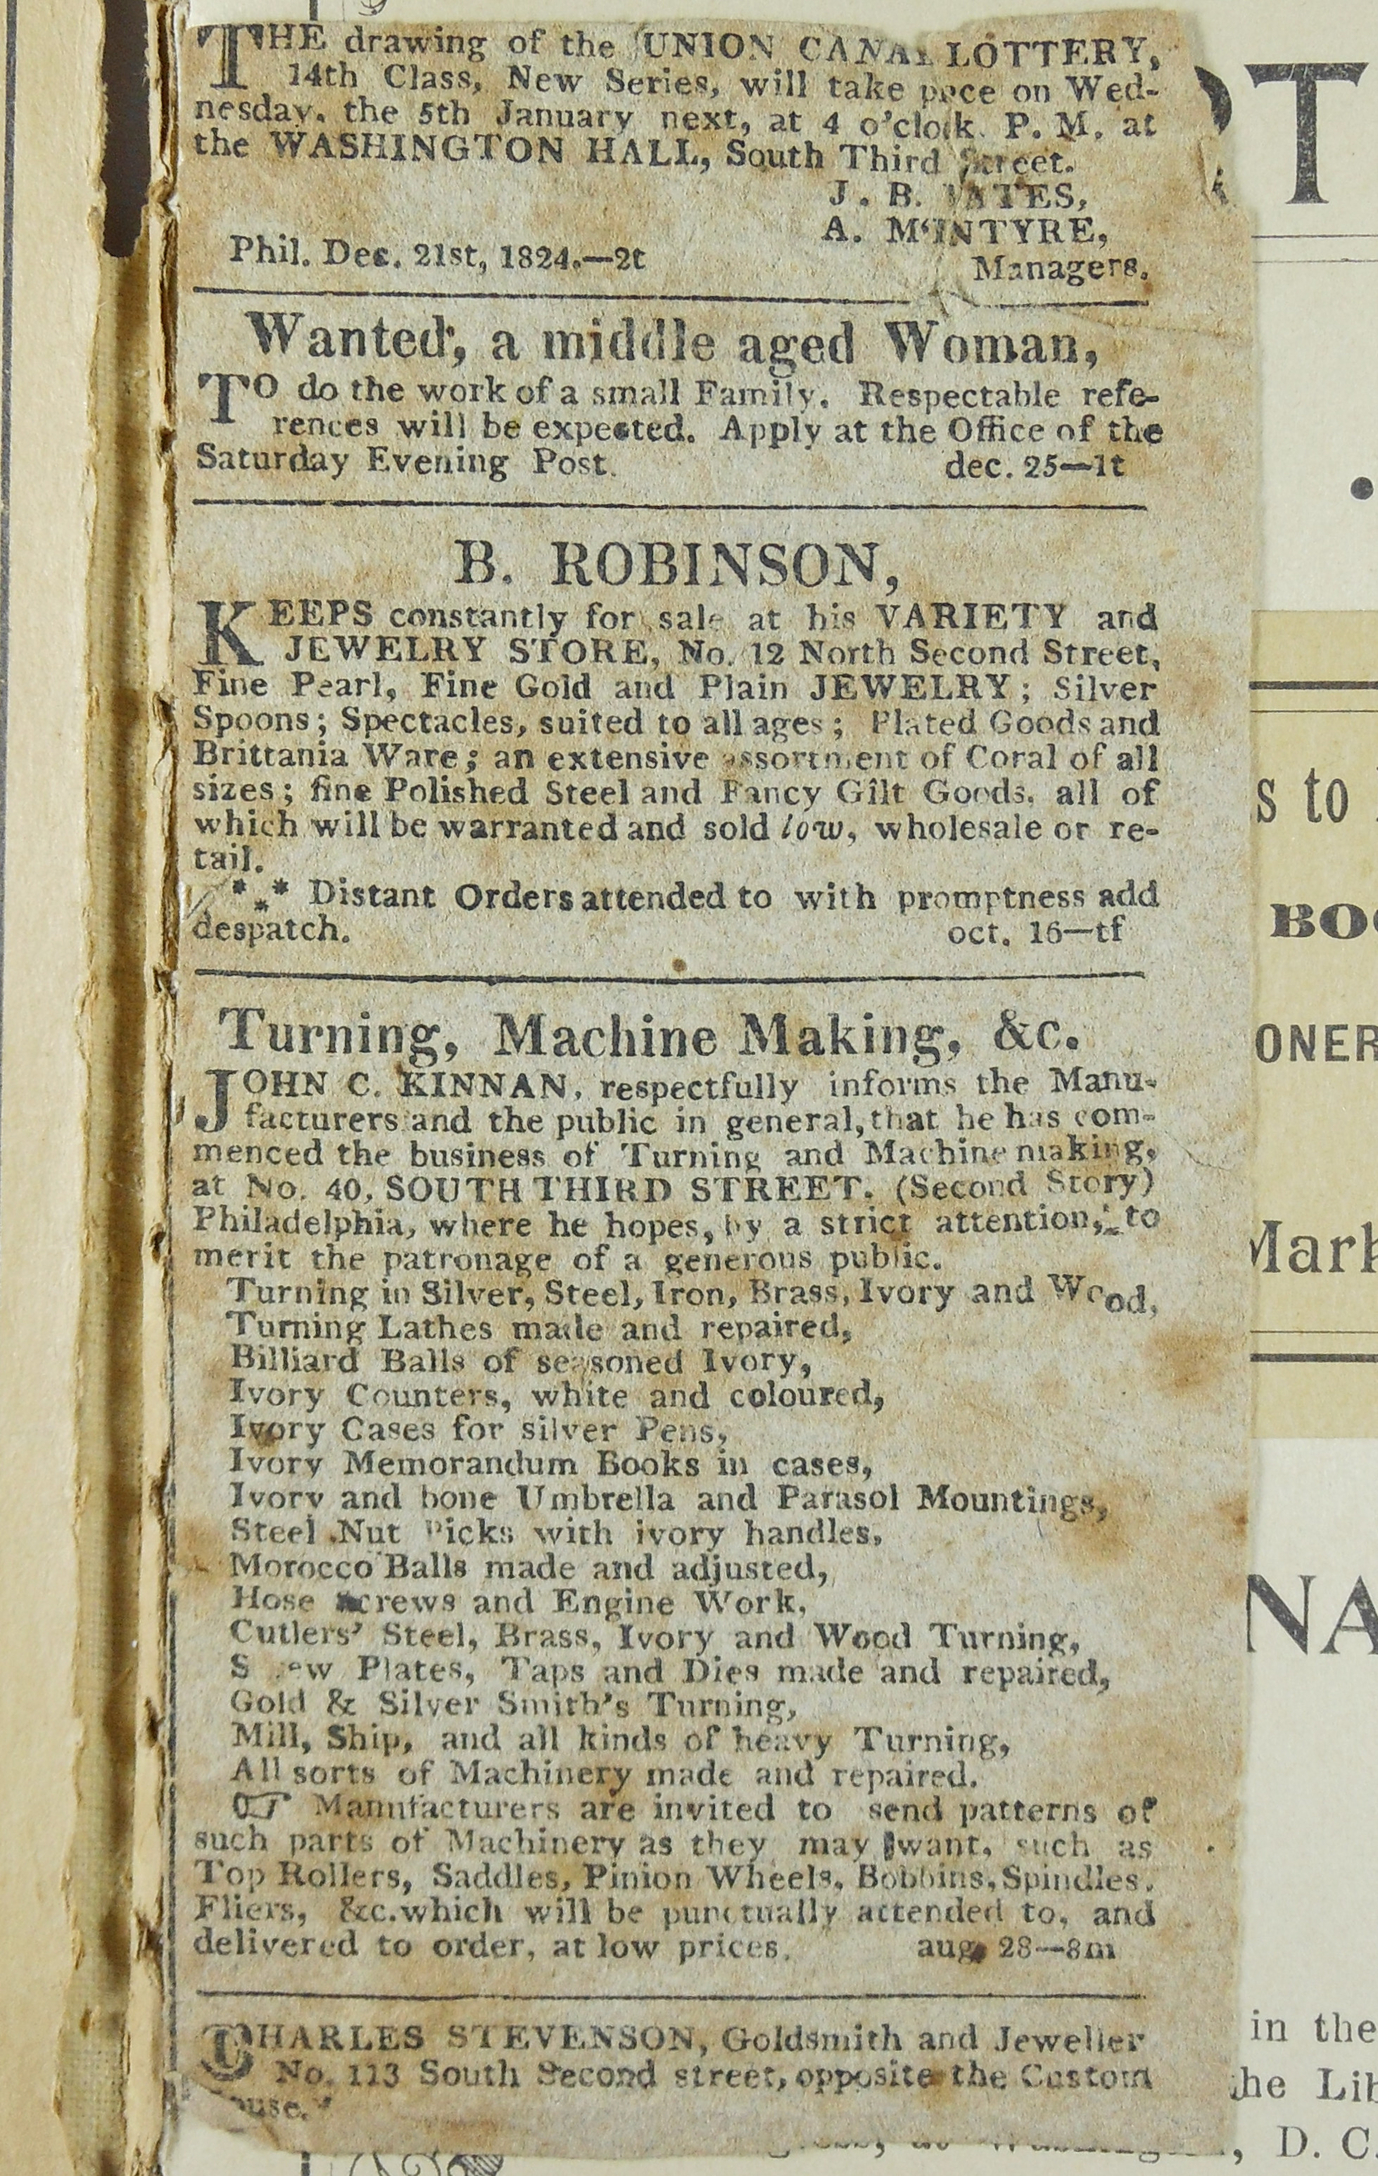 THE drawing of the UNION CANAL LOTTERY,
14th Class, New Series, will take pace on Wed-
nesday, the 5th January next, at 4 o'clock P. M. at
the WASHINGTON HALL, South Third Street.
J. B. YATES,
A. M'INTYRE,
Phil. Dec. 21st, 1824.—2t
Managers.
Wanted, a middle aged Woman,
TO do the work of a small Family. Respectable refe-
rences will be expected. Apply at the Office of the
Saturday Evening Post. dec. 25—1t
B. ROBINSON,
KEEPS constantly for sale at his VARIETY and
JEWELRY STORE, No. 12 North Second Street,
Fine Pearl, Fine Gold and Plain JEWELRY; Silver
Spoons; Spectacles, suited to all ages; Plated Goods and
Brittania Ware; an extensive assortment of Coral of all
sizes; fine Polished Steel and Fancy Gilt Goods, all of
which will be warranted and sold low, wholesale or re-
tail.
*⁎* Distant Orders attended to with promptness add
despatch. oct. 16—tf
Turning, Machine Making, &c.
JOHN C. KINNAN, respectfully informs the Manu-
facturers and the public in general, that he has com-
menced the business of Turning and Machine making,
at No. 40, SOUTH THIRD STREET. (Second Story)
Philadelphia, where he hopes, by a strict attention, to
merit the patronage of a generous public.
Turning in Silver, Steel, Iron, Brass, Ivory and Wood,
Turning Lathes made and repaired,
Billiard Balls of seasoned Ivory,
Ivory Counters, white and coloured,
Ivory Cases for silver Pens,
Ivory Memorandum Books in cases,
Ivory and bone Umbrella and Parasol Mountings,
Steel Nut Picks with ivory handles,
Morocco Balls made and adjusted,
Hose Screws and Engine Work,
Cutlers' Steel, Brass, Ivory and Wood Turning,
Screw Plates, Taps and Dies made and repaired,
Gold & Silver Smith's Turning,
Mill, Ship, and all kinds of heavy Turning,
All sorts of Machinery made and repaired.
☞ Manufacturers are invited to send patterns of
such parts of Machinery as they may want, such as
Top Rollers, Saddles, Pinion Wheels, Bobbins, Spindles,
Fliers, &c. which will be punctually attended to, and
delivered to order, at low prices. aug. 28—8m
CHARLES STEVENSON, Goldsmith and Jeweller
No. 113 South Second street, opposite the Custom
House.
OT
s to
BOO
ONER
Mark
NA
in the
the Lib
, D. C.